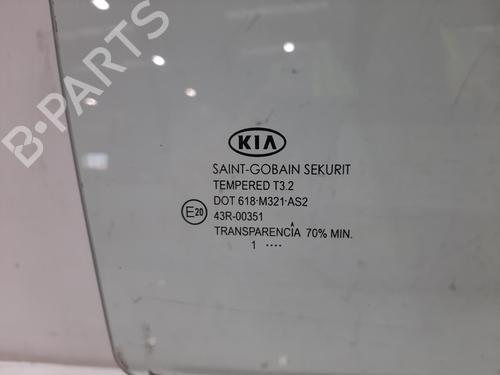 B-PARTS
KIA
SAINT-GOBAIN SEKURIT
TEMPERED T3.2
DOT 618·M321·AS2
E20 43R-00351
TRANSPARENCIA 70% MIN.
1 ....